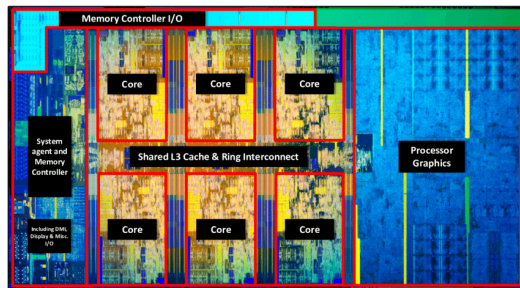 Memory Controller I/O
Core
Core
Core
System
agent and
Memory
Controller
Shared L3 Cache & Ring Interconnect
Processor
Graphics
Including DMI,
Display & Misc.
I/O
Core
Core
Core